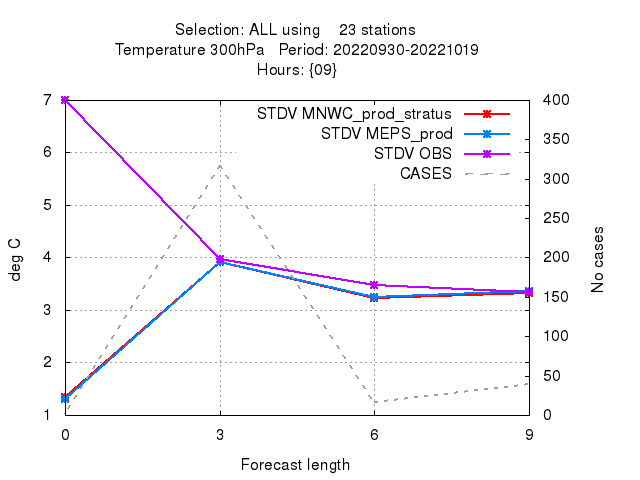 Selection: ALL using    23 stations
Temperature 300hPa   Period: 20220930-20221019
Hours: {09}
STDV MNWC_prod_stratus
STDV MEPS_prod
STDV OBS
CASES
7
6
5
4
3
2
1
deg C
400
350
300
250
200
150
100
50
0
No cases
0 3 6 9
Forecast length